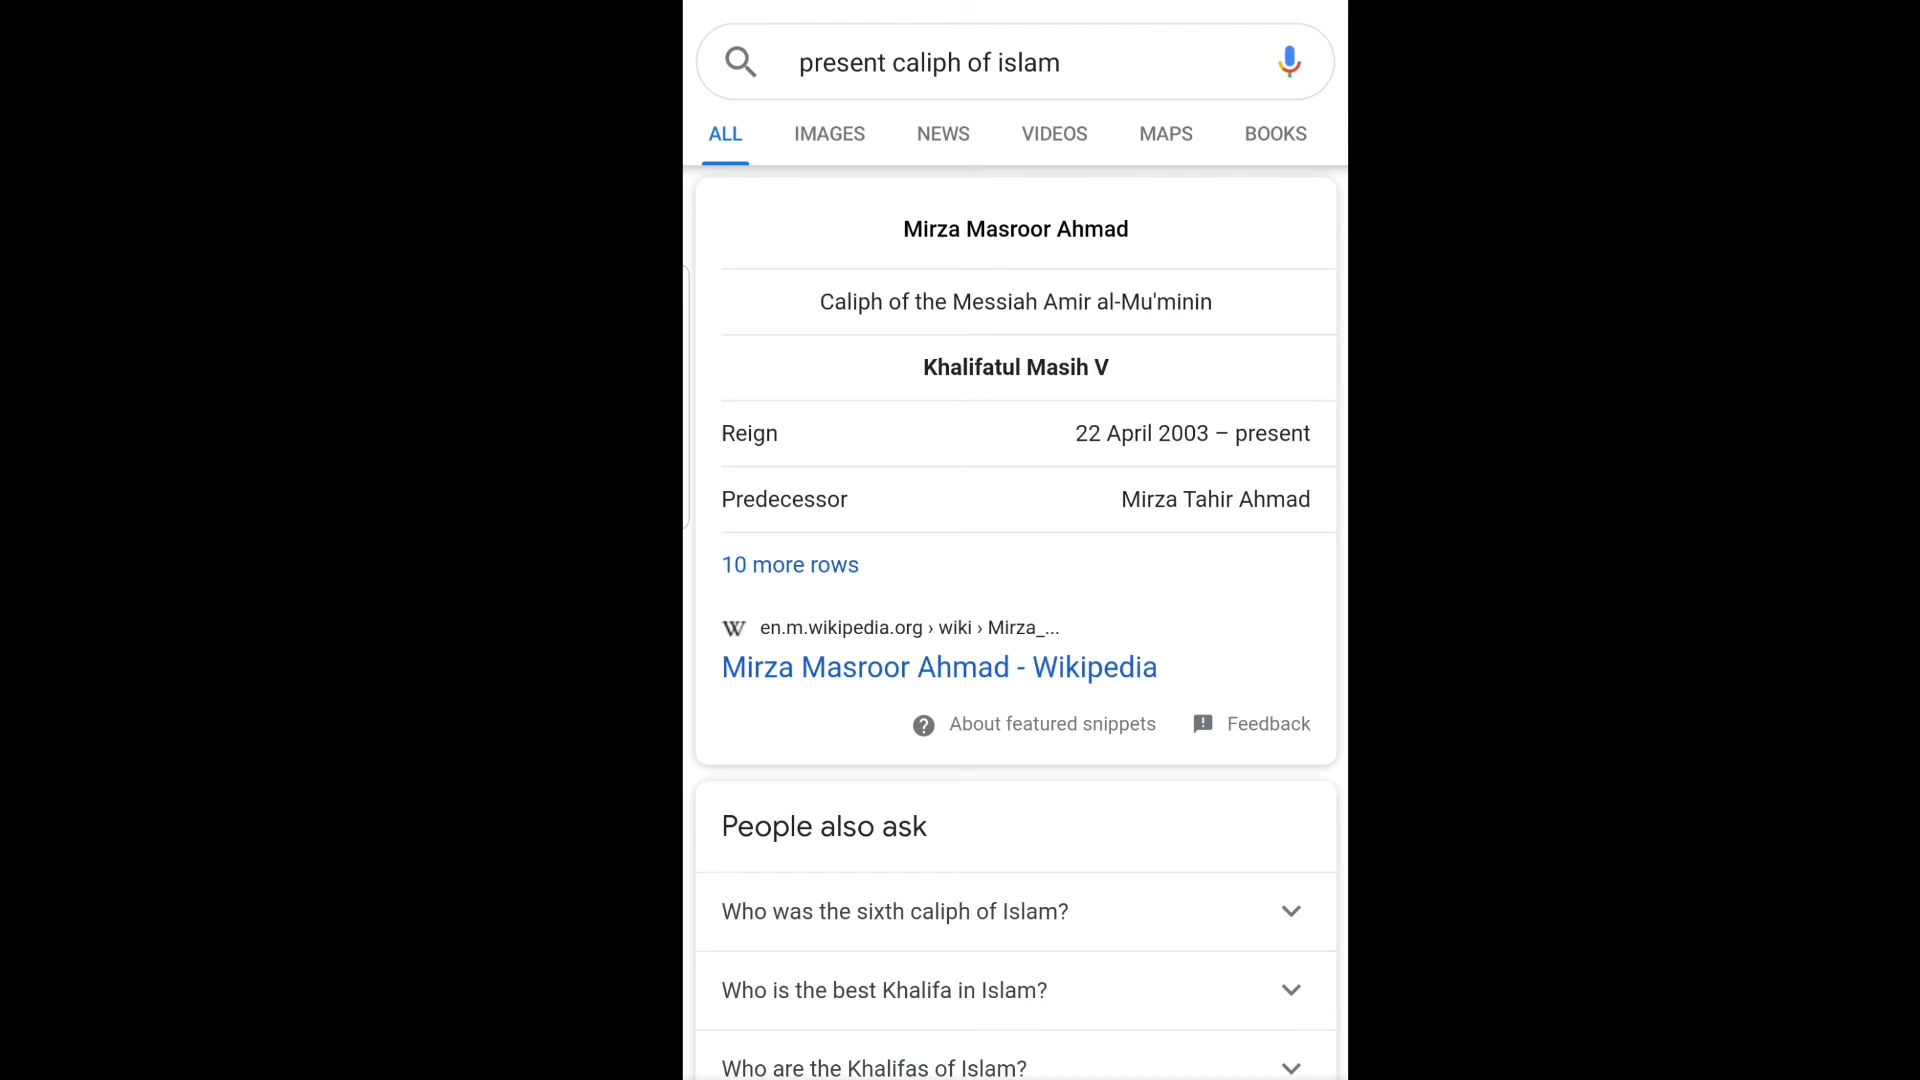 present caliph of islam
ALL IMAGES NEWS VIDEOS MAPS BOOKS
Mirza Masroor Ahmad
Caliph of the Messiah Amir al-Mu'minin
Khalifatul Masih V
Reign 22 April 2003 – present
Predecessor Mirza Tahir Ahmad
10 more rows
W en.m.wikipedia.org › wiki › Mirza_...
Mirza Masroor Ahmad - Wikipedia
About featured snippets Feedback
People also ask
Who was the sixth caliph of Islam?
Who is the best Khalifa in Islam?
Who are the Khalifas of Islam?